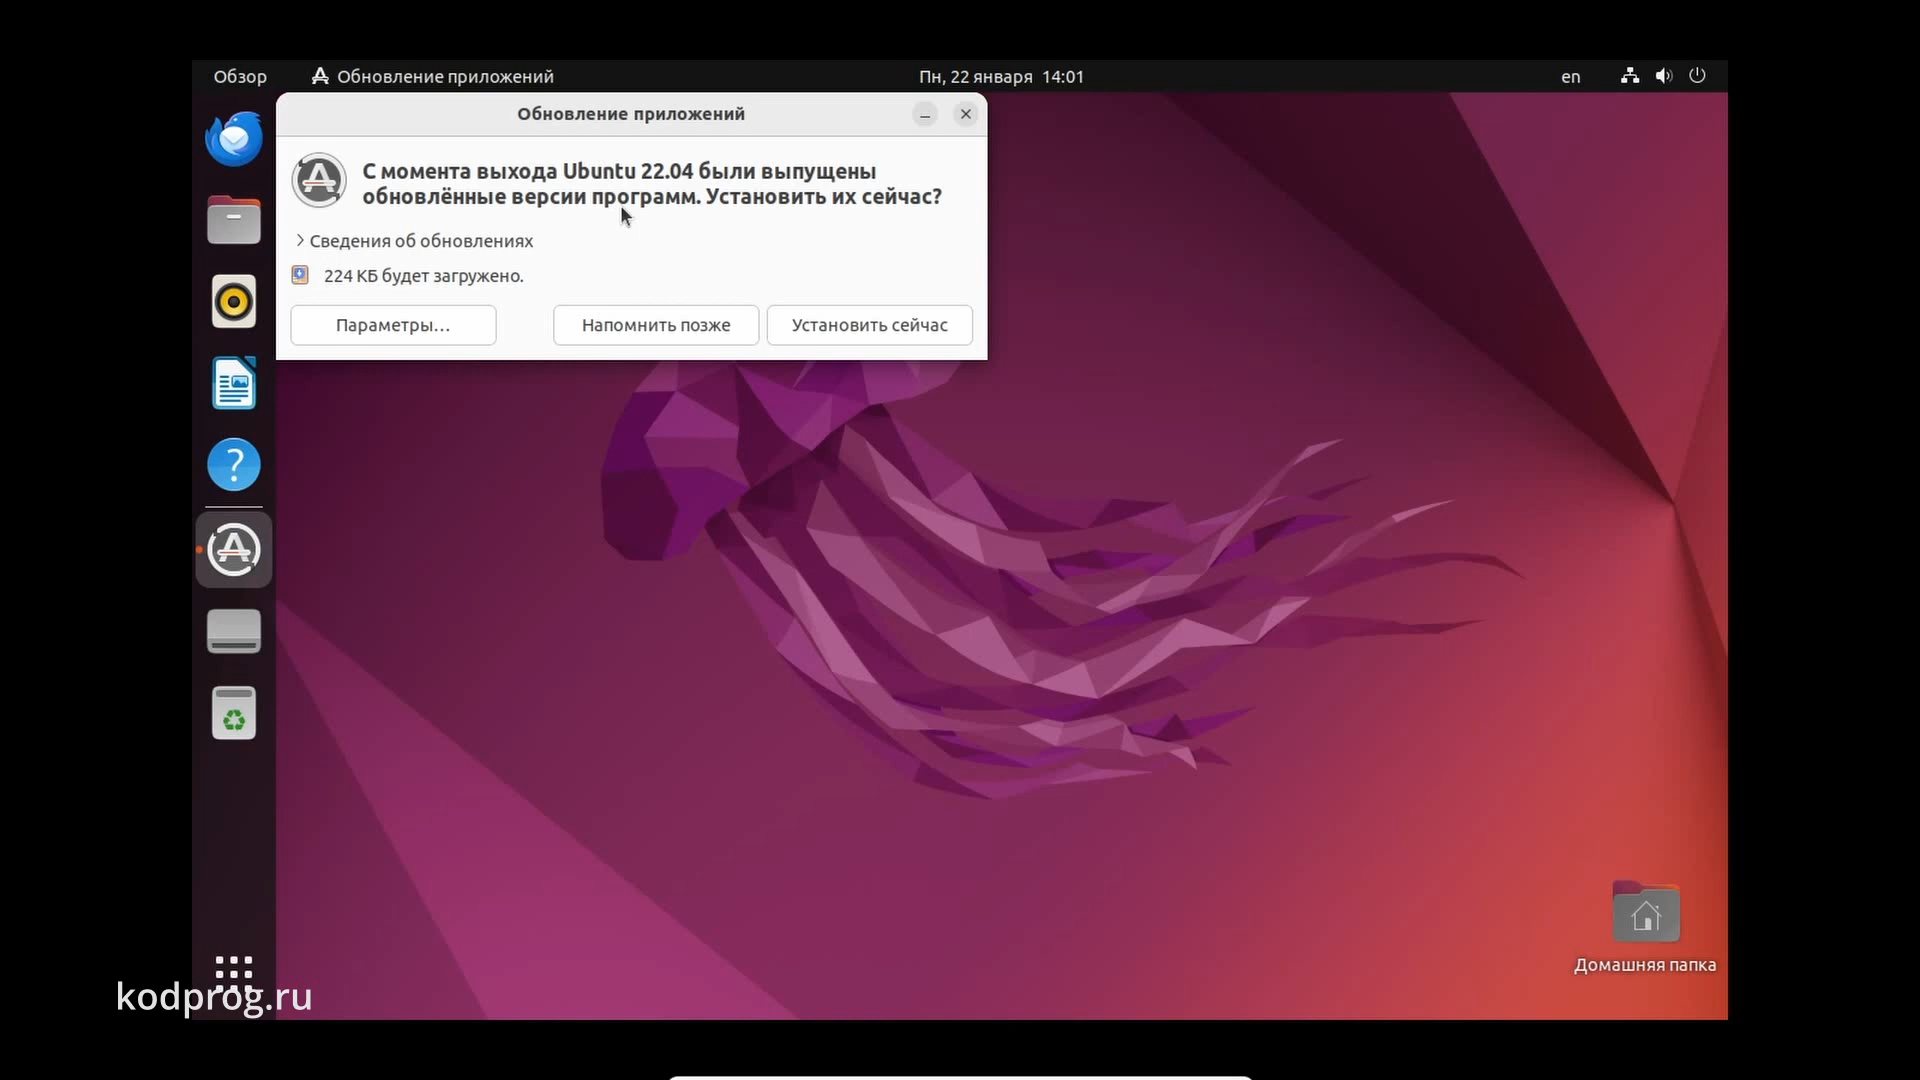 Обзор
Обновление приложений
Пн, 22 января 14:01
en
Обновление приложений
С момента выхода Ubuntu 22.04 были выпущены
обновлённые версии программ. Установить их сейчас?
Сведения об обновлениях
224 КБ будет загружено.
Параметры...
Напомнить позже
Установить сейчас
Домашняя папка
kodprog.ru